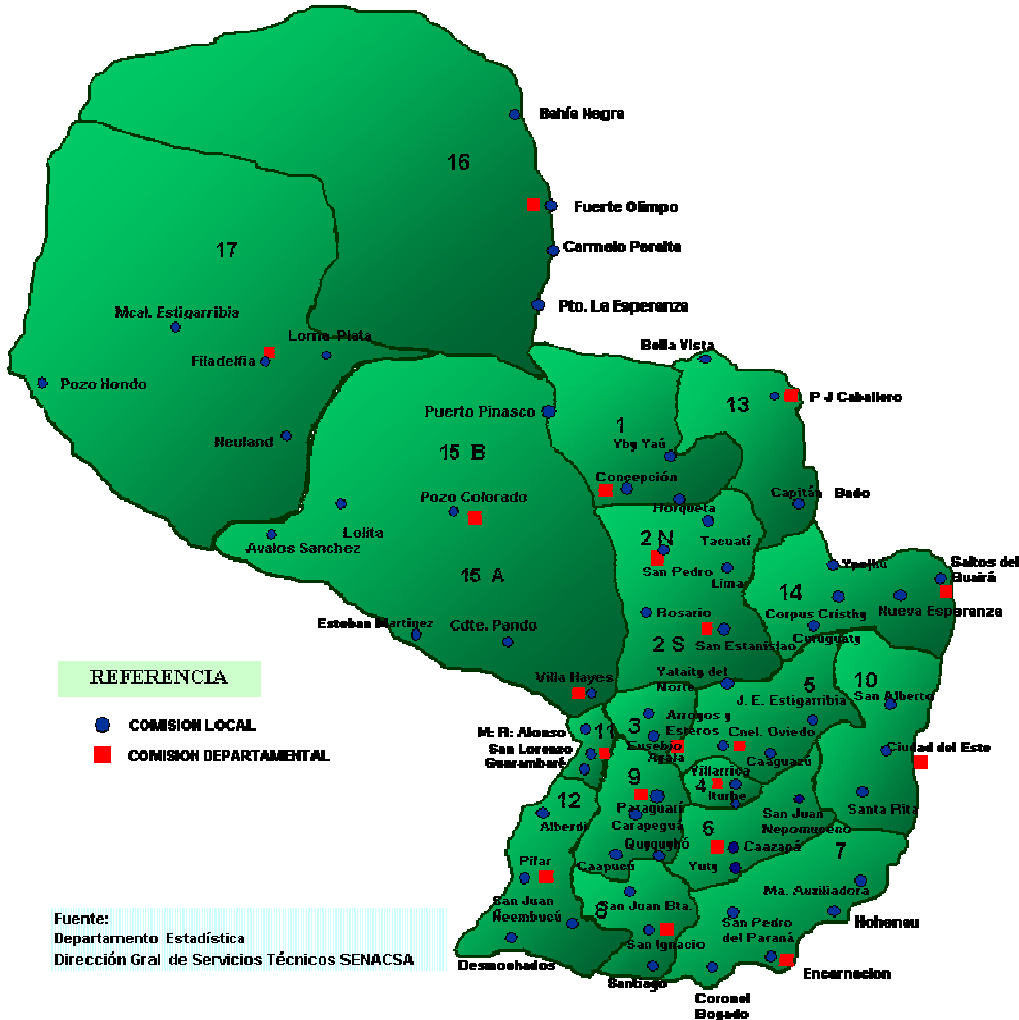 Bahía Negra
16
Fuerte Olimpo
Carmelo Peralta
17
Pto. La Esperanza
Mcal. Estigarribia
Loma Plata
Filadelfia
Bella Vista
Pozo Hondo
P J Caballero
13
Puerto Pinasco
1
Yby Yaú
Neuland
15 B
Concepción
Pozo Colorado
Capitán Bado
Horqueta
Lolita
Tacuatí
2 N
Avalos Sanchez
Ypejhú
Saltos del
Guairá
San Pedro
15 A
Lima
14
Corpus Cristhy
Nueva Esperanza
Rosario
Esteban Martinez
Cdte. Pando
Curuguaty
2 S
San Estanislao
REFERENCIA
Villa Hayes
Yataity del
Norte
5
10
J. E. Estigarribia
San Alberto
COMISION LOCAL
M. R. Alonso
11
3
Arroyos y
Esteros
Cnel. Oviedo
San Lorenzo
Eusebio
Ayala
Ciudad del Este
COMISION DEPARTAMENTAL
Guarambaré
Caaguazú
9
Villarrica
4
Iturbe
12
Paraguarí
Santa Rita
Alberdi
Carapeguá
6
San Juan
Nepomuceno
Quyquyhó
Caazapá
7
Pilar
Caapucú
Yuty
Ma. Auxiliadora
San Juan
Ñeembucú
8
San Juan Bta.
Fuente:
San Pedro
del Paraná
Hohenau
Departamento Estadística
San Ignacio
Dirección Gral de Servicios Técnicos SENACSA
Desmochados
Encarnacion
Santiago
Coronel
Bogado